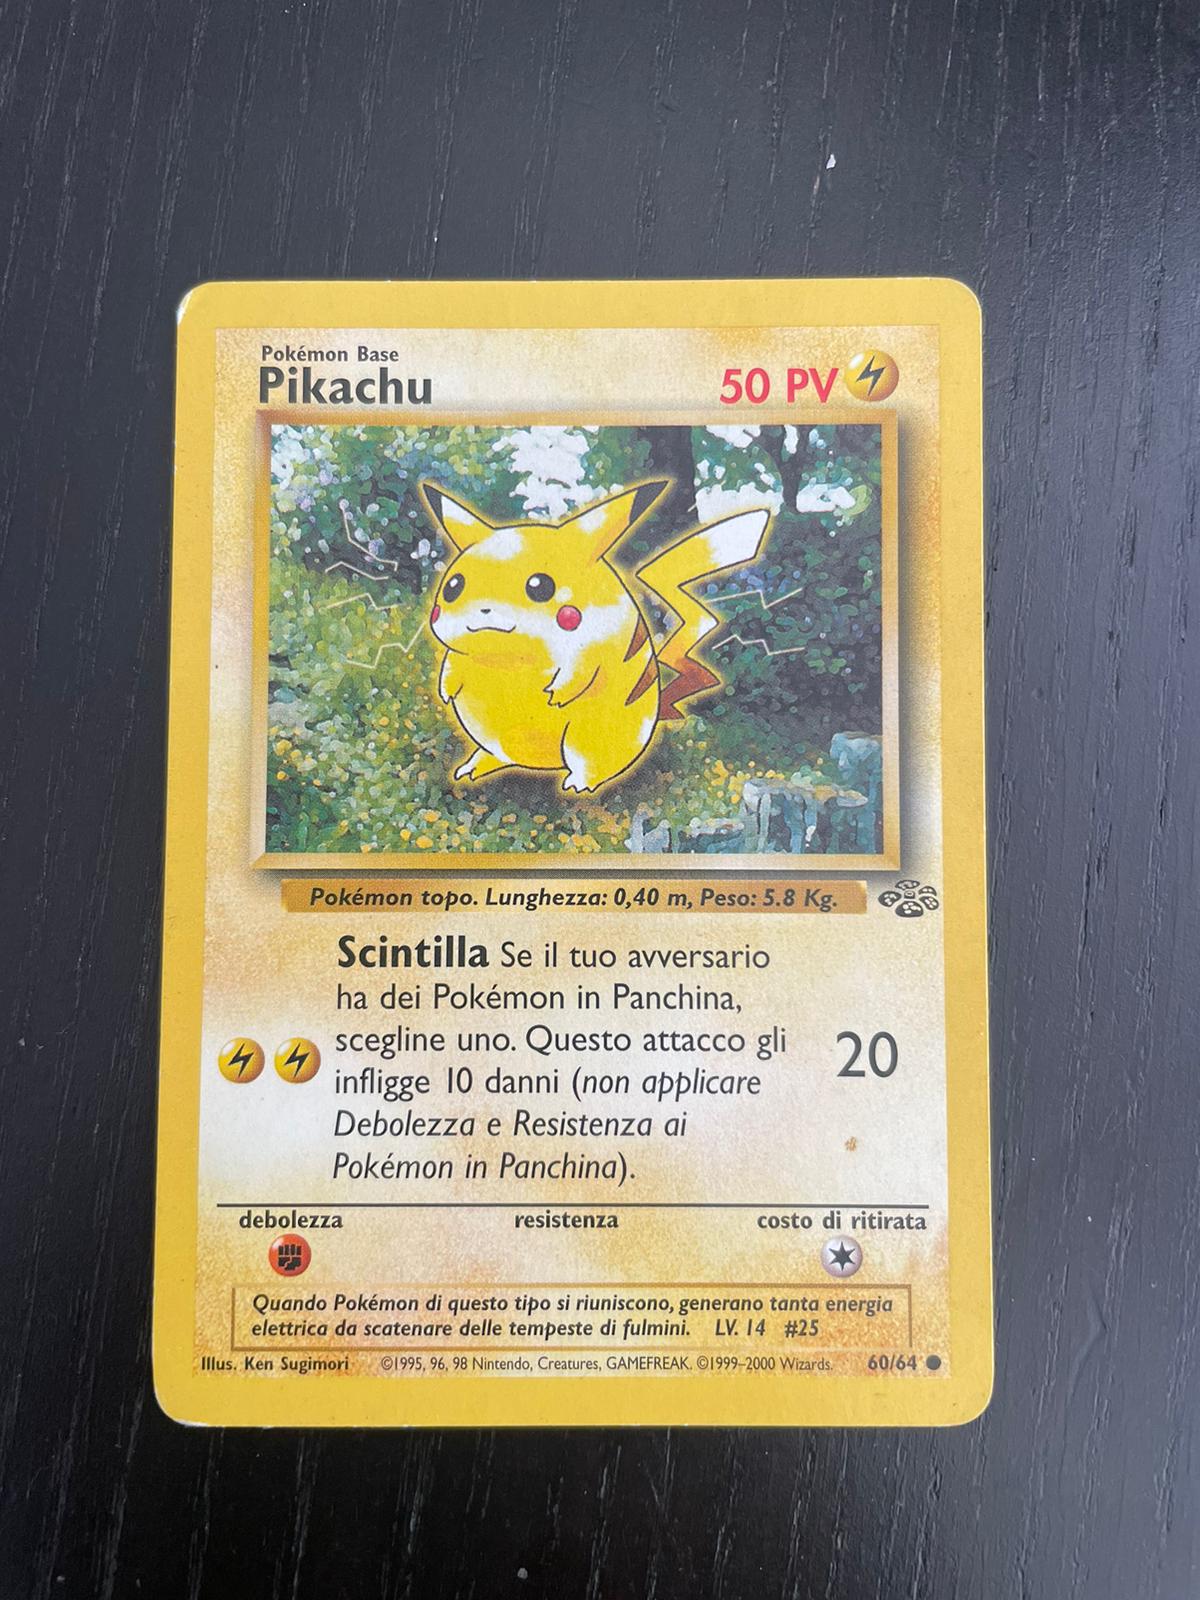 Pokémon Base
Pikachu
50 PV
Pokémon topo. Lunghezza: 0,40 m, Peso: 5.8 Kg.
Scintilla Se il tuo avversario
ha dei Pokémon in Panchina,
scegline uno. Questo attacco gli
infligge 10 danni (non applicare
Debolezza e Resistenza ai
Pokémon in Panchina).
20
debolezza resistenza costo di ritirata
Quando Pokémon di questo tipo si riuniscono, generano tanta energia
elettrica da scatenare delle tempeste di fulmini. LV. 14 #25
Illus. Ken Sugimori ©1995, 96, 98 Nintendo, Creatures, GAMEFREAK. ©1999–2000 Wizards. 60/64